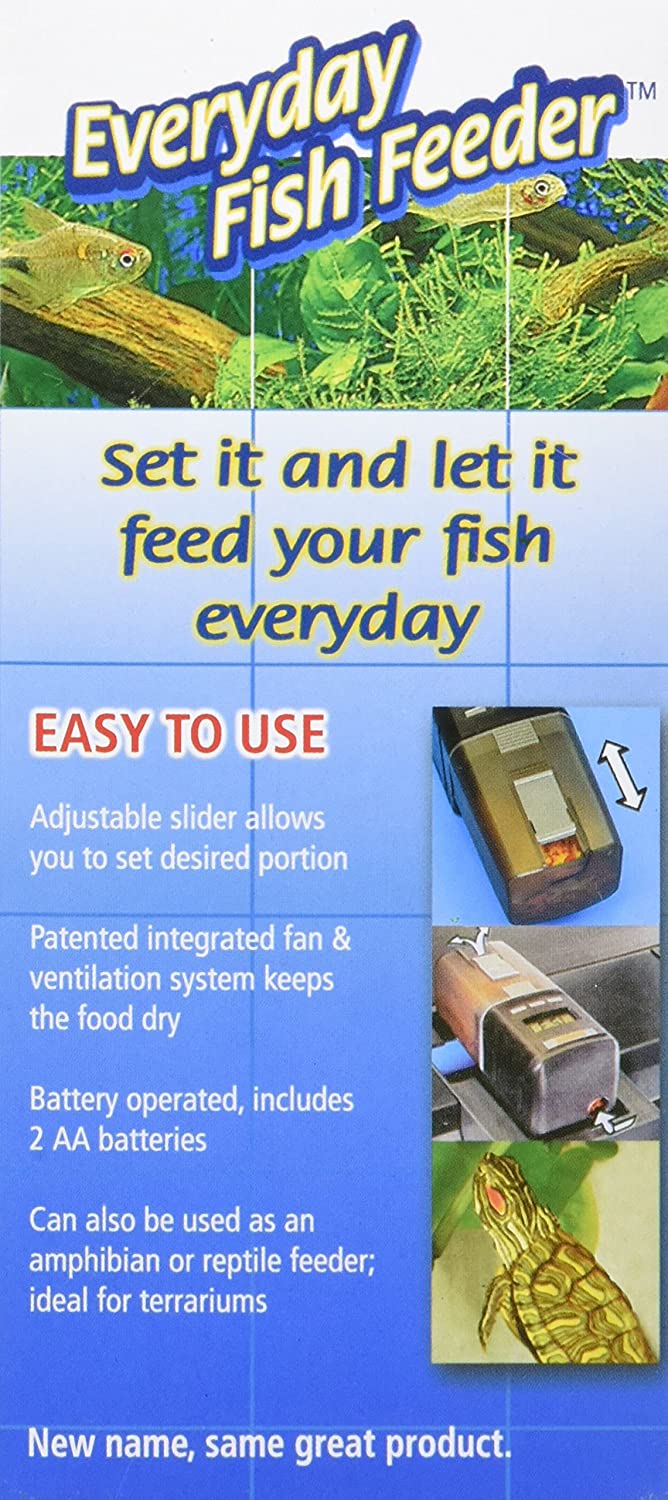 Everyday
Fish Feeder™
Set it and let it
feed your fish
everyday
EASY TO USE
Adjustable slider allows
you to set desired portion
Patented integrated fan &
ventilation system keeps
the food dry
Battery operated, includes
2 AA batteries
Can also be used as an
amphibian or reptile feeder;
ideal for terrariums
New name, same great product.